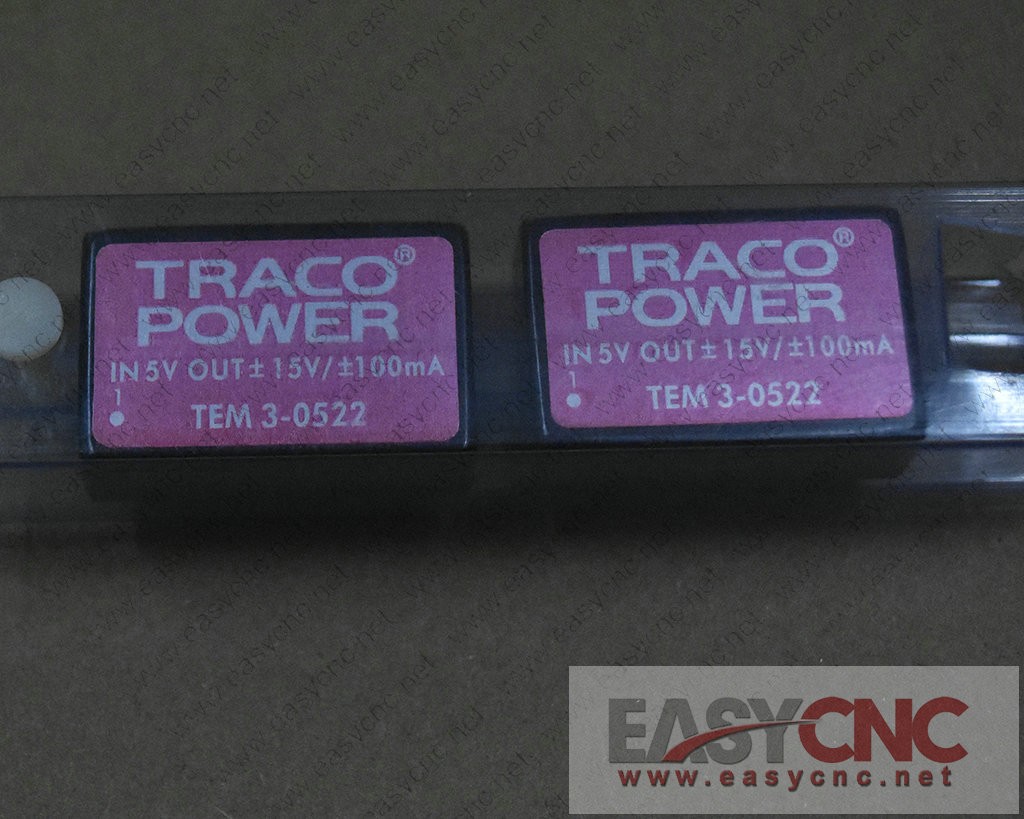 TRACO®
POWER
IN 5V OUT ± 15V/±100mA
1
TEM 3-0522
TRACO®
POWER
IN 5V OUT ± 15V/±100mA
1
TEM 3-0522
EASYCNC
www.easycnc.net